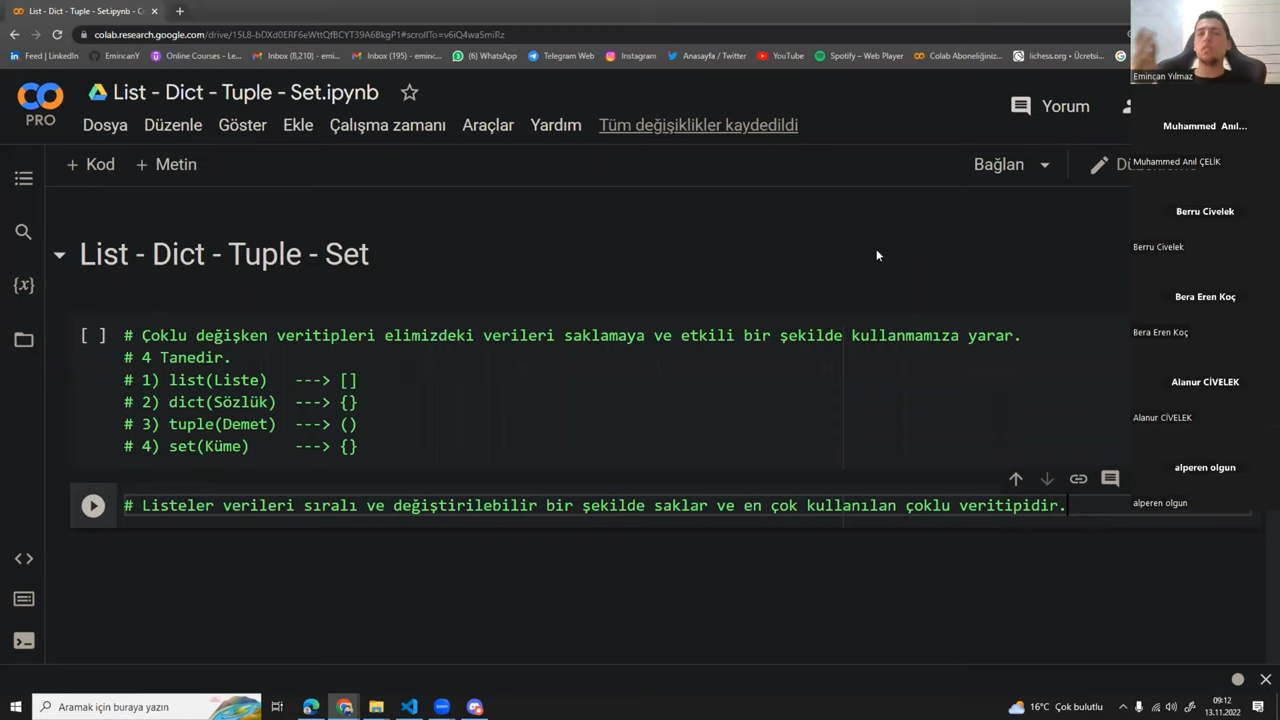 List - Dict - Tuple - Set.ipynb - C
colab.research.google.com/drive/15L8-bDXd0ERF6eWttQfBCYT39A6BkgP1#scrollTo=v6iQ4wa5miRz
Feed | LinkedIn
EmincanY
Online Courses - Le...
Inbox (8,210) - eminc...
Inbox (195) - eminc...
(3) WhatsApp
Telegram Web
Instagram
Anasayfa / Twitter
YouTube
Spotify – Web Player
Colab Aboneliğiniz...
lichess.org • Ücretsi...
Emincan Yılmaz
List - Dict - Tuple - Set.ipynb
PRO
Yorum
Dosya Düzenle Göster Ekle Çalışma zamanı Araçlar Yardım Tüm değişiklikler kaydedildi
Muhammed Anıl...
Muhammed Anıl ÇELİK
+ Kod + Metin
Bağlan
Berru Civelek
Berru Civelek
List - Dict - Tuple - Set
Bera Eren Koç
Bera Eren Koç
[ ] # Çoklu değişken veritipleri elimizdeki verileri saklamaya ve etkili bir şekilde kullanmamıza yarar.
# 4 Tanedir.
# 1) list(Liste) ---> []
# 2) dict(Sözlük) ---> {}
# 3) tuple(Demet) ---> ()
# 4) set(Küme) ---> {}
Alanur CİVELEK
Alanur CİVELEK
alperen olgun
alperen olgun
# Listeler verileri sıralı ve değiştirilebilir bir şekilde saklar ve en çok kullanılan çoklu veritipidir.
Aramak için buraya yazın
16°C Çok bulutlu
09:12
13.11.2022